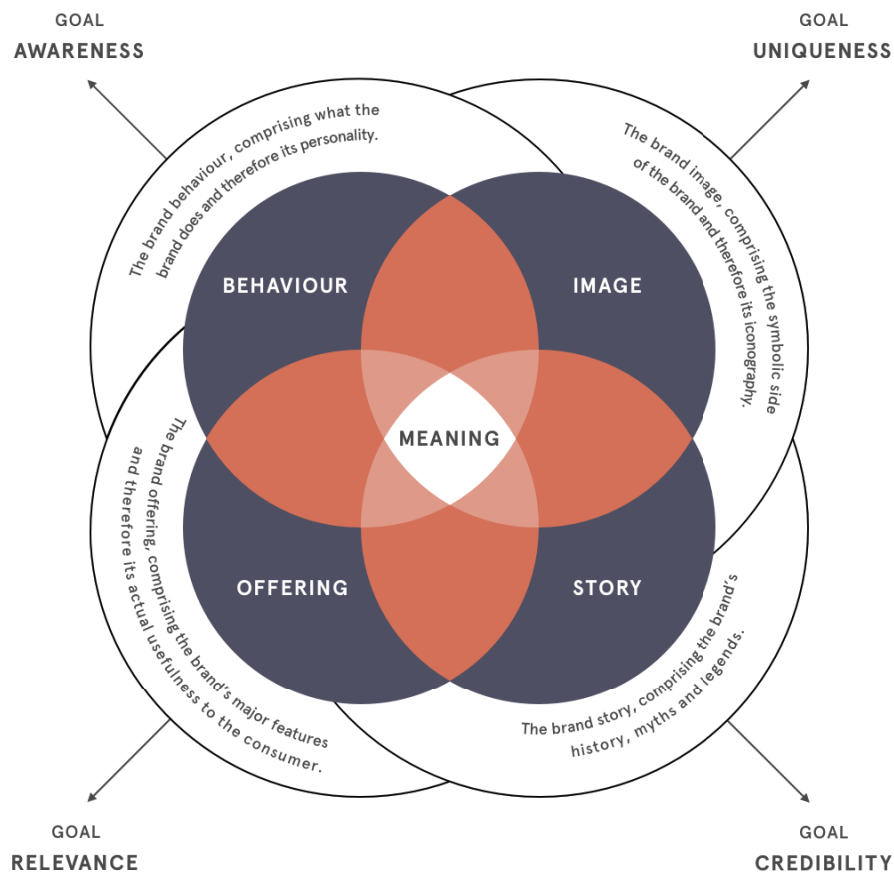 GOAL
AWARENESS
GOAL
UNIQUENESS
The brand behaviour, comprising what the
brand does and therefore its personality.
The brand image, comprising the symbolic side
of the brand and therefore its iconography.
BEHAVIOUR
IMAGE
MEANING
OFFERING
STORY
The brand offering, comprising the brand's major features
and therefore its actual usefulness to the consumer.
The brand story, comprising the brand's
history, myths and legends.
GOAL
RELEVANCE
GOAL
CREDIBILITY